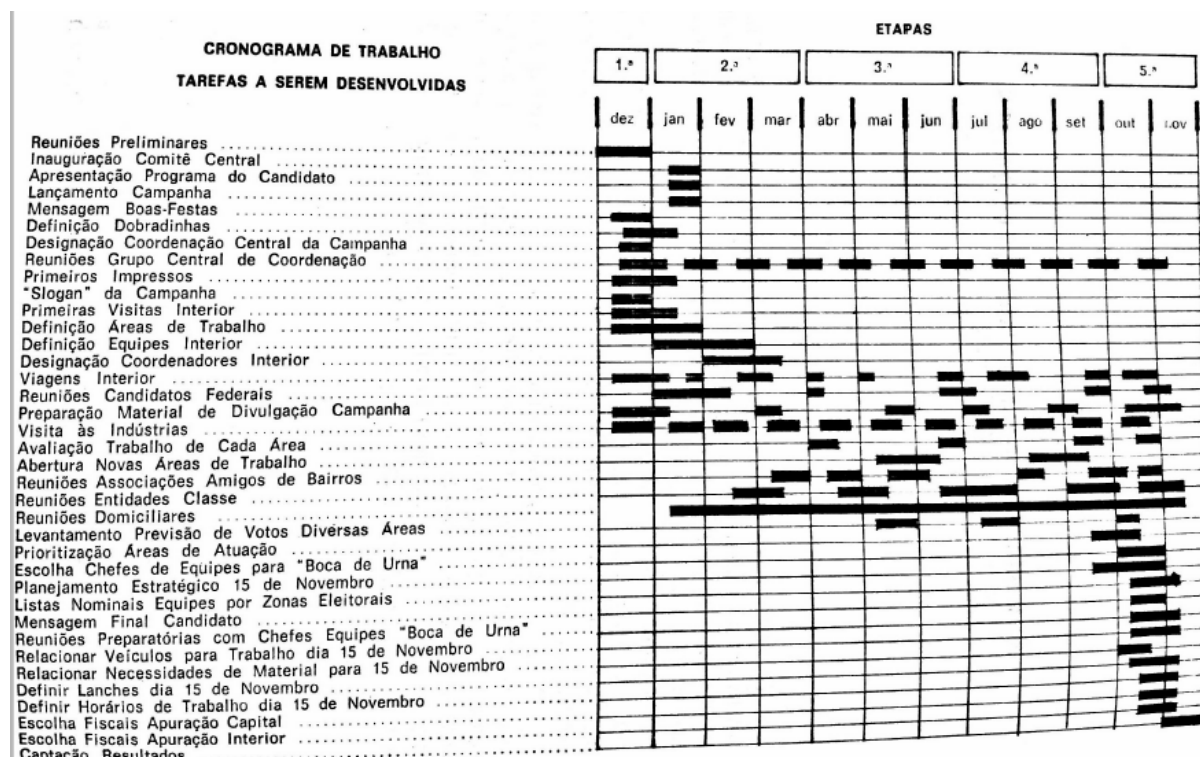 CRONOGRAMA DE TRABALHO
TAREFAS A SEREM DESENVOLVIDAS
ETAPAS
1.ª 2.ª 3.ª 4.ª 5.ª
dez jan fev mar abr mai jun jul ago set out nov
Reuniões Preliminares
Inauguração Comitê Central
Apresentação Programa do Candidato
Lançamento Campanha
Mensagem Boas-Festas
Definição Dobradinhas
Designação Coordenação Central da Campanha
Reuniões Grupo Central de Coordenação
Primeiros Impressos
"Slogan" da Campanha
Primeiras Visitas Interior
Definição Áreas de Trabalho
Definição Equipes Interior
Designação Coordenadores Interior
Viagens Interior
Reuniões Candidatos Federais
Preparação Material de Divulgação Campanha
Visita às Indústrias
Avaliação Trabalho de Cada Área
Abertura Novas Áreas de Trabalho
Reuniões Associações Amigos de Bairros
Reuniões Entidades Classe
Reuniões Domiciliares
Levantamento Previsão de Votos Diversas Áreas
Prioritização Áreas de Atuação
Escolha Chefes de Equipes para "Boca de Urna"
Planejamento Estratégico 15 de Novembro
Listas Nominais Equipes por Zonas Eleitorais
Mensagem Final Candidato
Reuniões Preparatórias com Chefes Equipes "Boca de Urna"
Relacionar Veículos para Trabalho dia 15 de Novembro
Relacionar Necessidades de Material para 15 de Novembro
Definir Lanches dia 15 de Novembro
Definir Horários de Trabalho dia 15 de Novembro
Escolha Fiscais Apuração Capital
Escolha Fiscais Apuração Interior
Captação Resultados